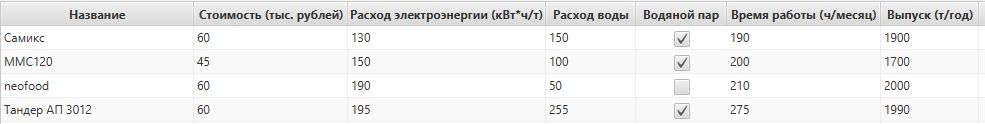 Название Стоимость (тыс. рублей) Расход электроэнергии (кВт*ч/т) Расход воды Водяной пар Время работы (ч/месяц) Выпуск (т/год)
Самикс 60 130 150 190 1900
ММС120 45 150 100 200 1700
neofood 60 190 50 210 2000
Тандер АП 3012 60 195 255 275 1990